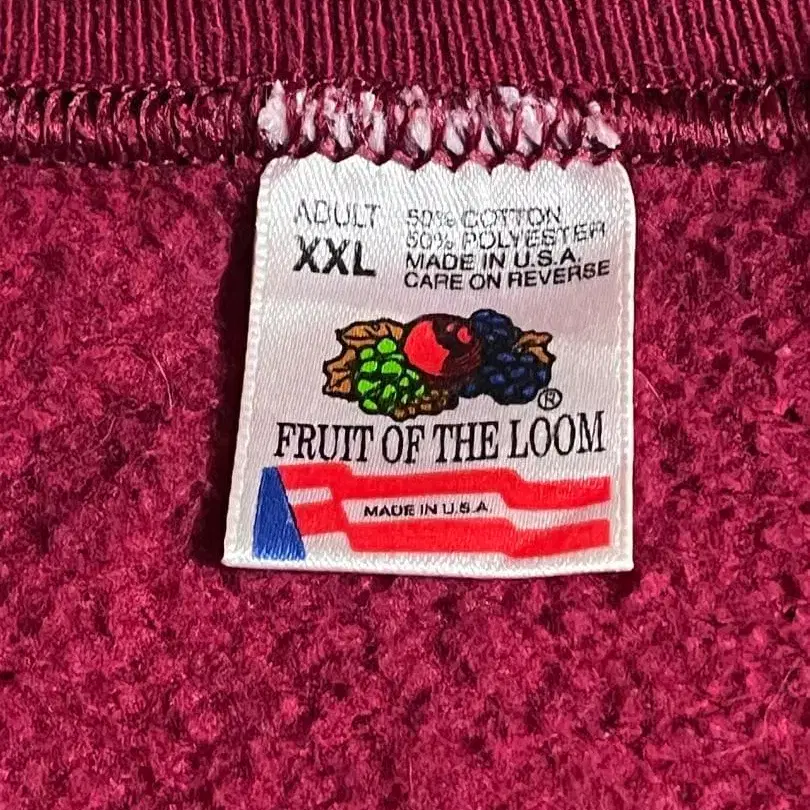 ADULT
XXL
50% COTTON
50% POLYESTER
MADE IN U.S.A.
CARE ON REVERSE
®
FRUIT OF THE LOOM
MADE IN U.S.A.